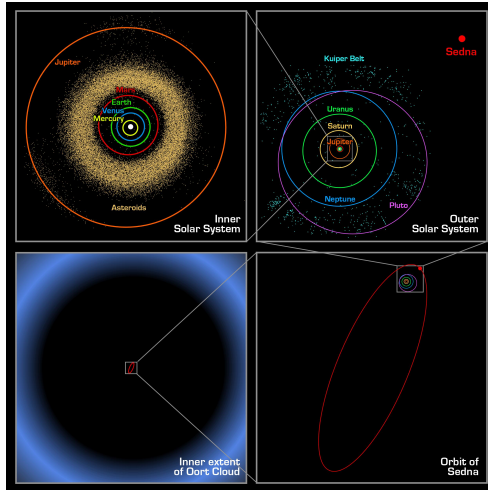 Jupiter
Mars
Earth
Venus
Mercury
Asteroids
Inner
Solar System
Kuiper Belt
Sedna
Uranus
Saturn
Jupiter
Neptune
Pluto
Outer
Solar System
Inner extent
of Oort Cloud
Orbit of
Sedna